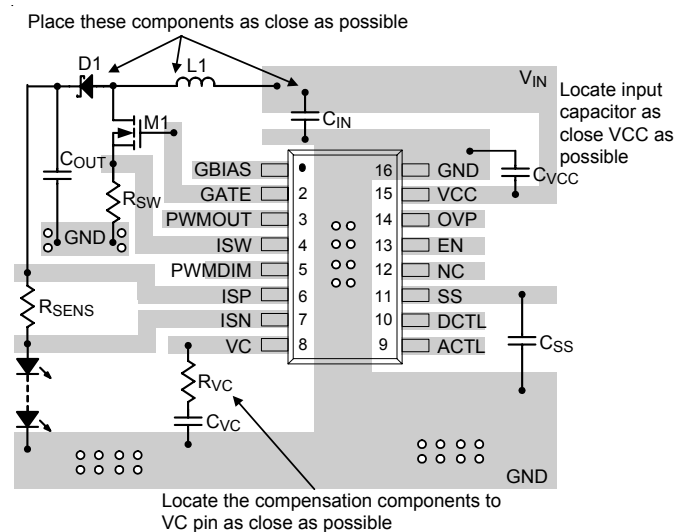 Place these components as close as possible
D1
L1
VIN
Locate input
capacitor as
close VCC as
possible
CIN
M1
COUT
RSW
GND
CVCC
GBIAS
16
GND
GATE
2
15
VCC
PWMOUT
3
14
OVP
ISW
4
13
EN
PWMDIM
5
12
NC
ISP
6
11
SS
ISN
7
10
DCTL
VC
8
9
ACTL
RSENS
CSS
RVC
CVC
GND
Locate the compensation components to
VC pin as close as possible